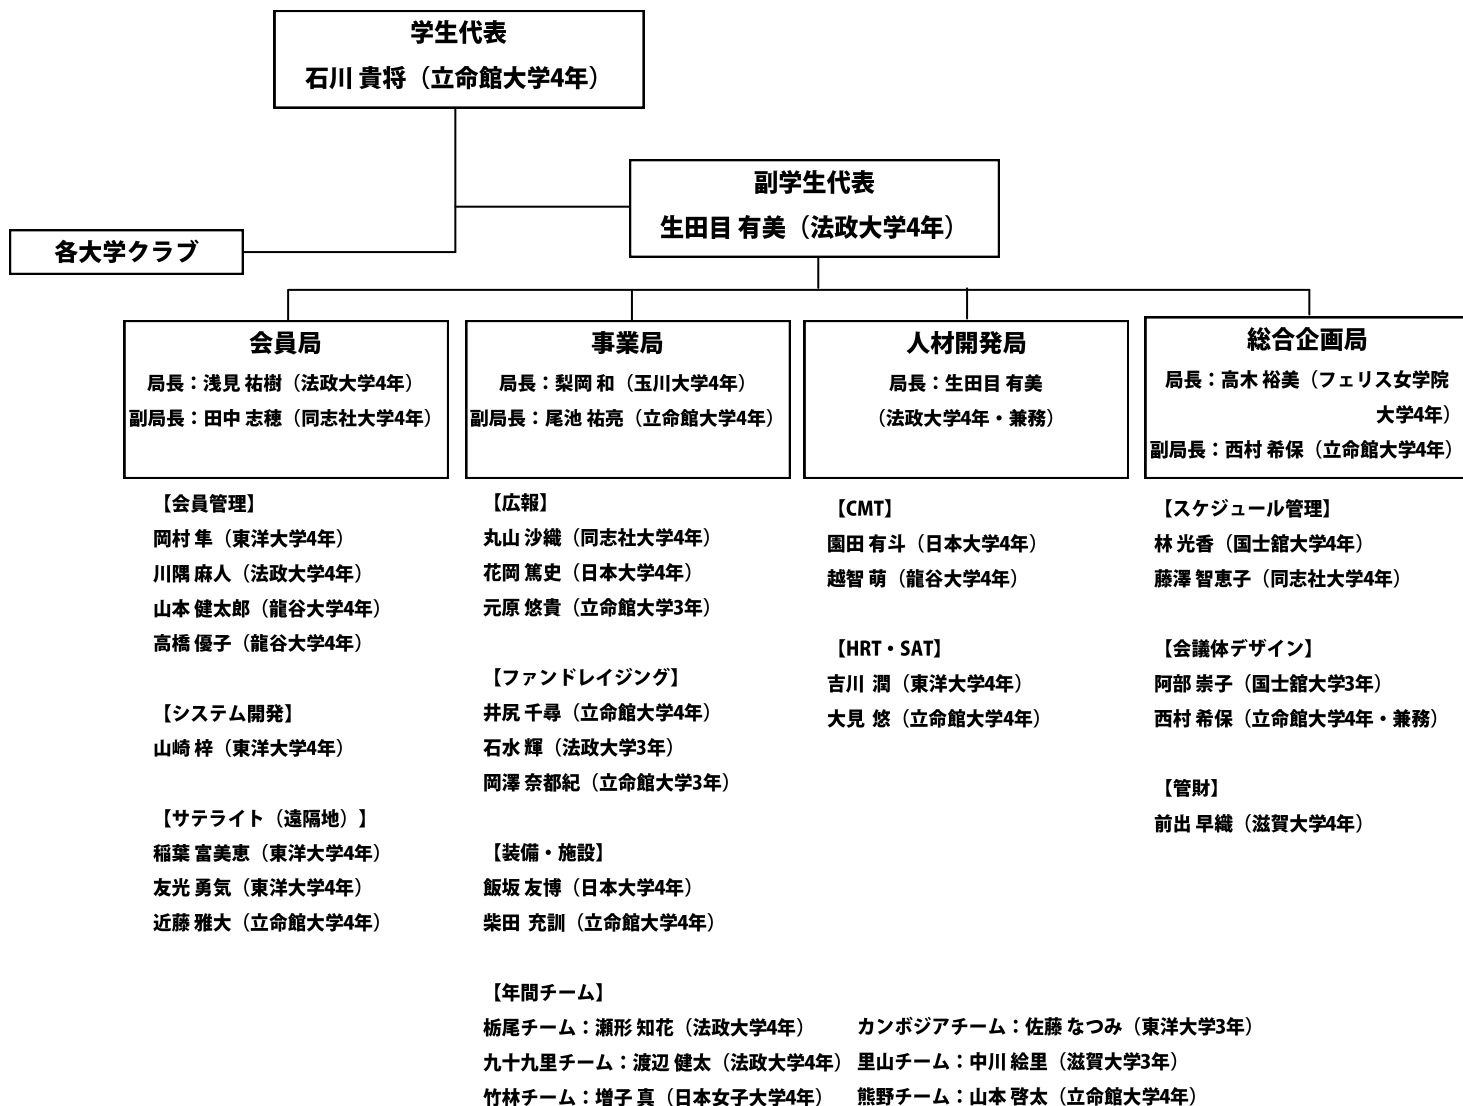 学生代表
石川 貴将（立命館大学4年）
副学生代表
生田目 有美（法政大学4年）
各大学クラブ
会員局
局長：浅見 祐樹（法政大学4年）
副局長：田中 志穂（同志社大学4年）
【会員管理】
岡村 隼（東洋大学4年）
川隅 麻人（法政大学4年）
山本 健太郎（龍谷大学4年）
高橋 優子（龍谷大学4年）
【システム開発】
山崎 梓（東洋大学4年）
【サテライト（遠隔地）】
稲葉 富美恵（東洋大学4年）
友光 勇気（東洋大学4年）
近藤 雅大（立命館大学4年）
事業局
局長：梨岡 和（玉川大学4年）
副局長：尾池 祐亮（立命館大学4年）
【広報】
丸山 沙織（同志社大学4年）
花岡 篤史（日本大学4年）
元原 悠貴（立命館大学3年）
【ファンドレイジング】
井尻 千尋（立命館大学4年）
石水 輝（法政大学3年）
岡澤 奈都紀（立命館大学3年）
【装備・施設】
飯坂 友博（日本大学4年）
柴田 充訓（立命館大学4年）
【年間チーム】
栃尾チーム：瀬形 知花（法政大学4年）
九十九里チーム：渡辺 健太（法政大学4年）
竹林チーム：増子 真（日本女子大学4年）
カンボジアチーム：佐藤 なつみ（東洋大学3年）
里山チーム：中川 絵里（滋賀大学3年）
熊野チーム：山本 啓太（立命館大学4年）
人材開発局
局長：生田目 有美
（法政大学4年・兼務）
【CMT】
園田 有斗（日本大学4年）
越智 萌（龍谷大学4年）
【HRT・SAT】
吉川 潤（東洋大学4年）
大見 悠（立命館大学4年）
総合企画局
局長：高木 裕美（フェリス女学院
大学4年）
副局長：西村 希保（立命館大学4年）
【スケジュール管理】
林 光香（国士舘大学4年）
藤澤 智恵子（同志社大学4年）
【会議体デザイン】
阿部 崇子（国士舘大学3年）
西村 希保（立命館大学4年・兼務）
【管財】
前出 早織（滋賀大学4年）